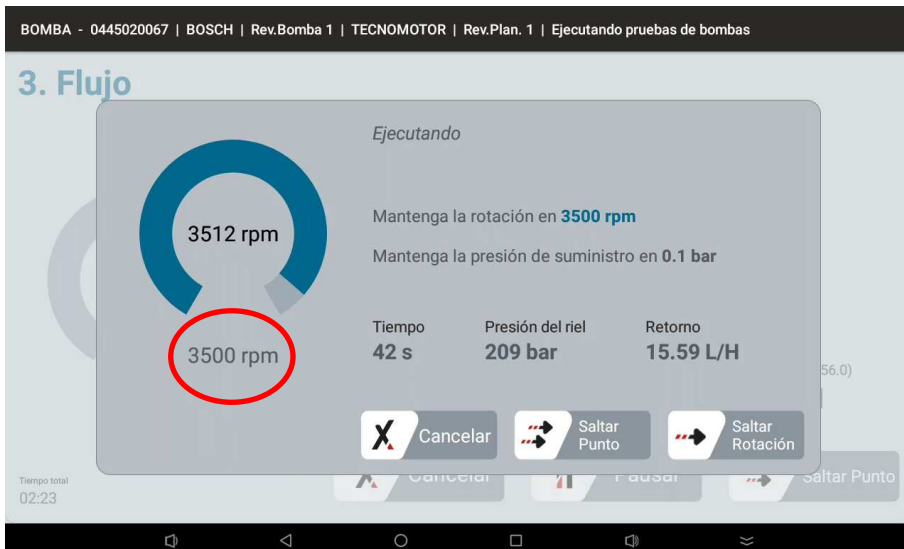 BOMBA - 0445020067 | BOSCH | Rev.Bomba 1 | TECNOMOTOR | Rev.Plan. 1 | Ejecutando pruebas de bombas
3. Flujo
Ejecutando
3512 rpm
Mantenga la rotación en 3500 rpm
Mantenga la presión de suministro en 0.1 bar
3500 rpm
Tiempo Presión del riel Retorno
42 s 209 bar 15.59 L/H
56.0)
Cancelar
Saltar
Punto
Saltar
Rotación
Tiempo total
02:23
Cancelar Pausar Saltar Punto